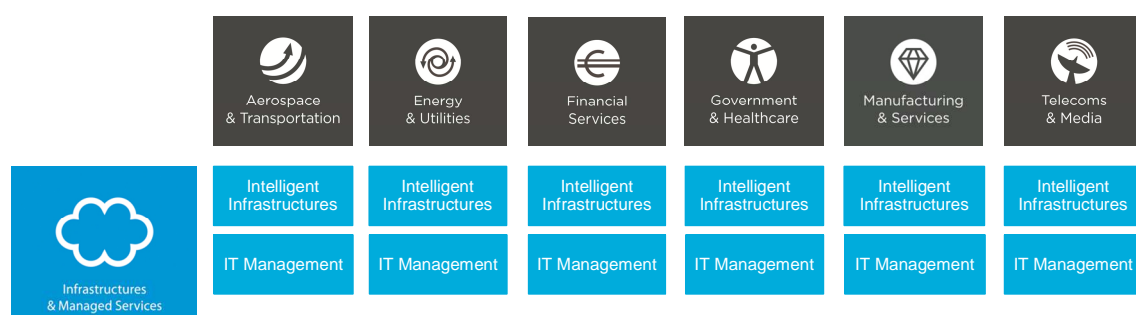 Aerospace
& Transportation
Energy
& Utilities
Financial
Services
Government
& Healthcare
Manufacturing
& Services
Telecoms
& Media
Infrastructures
& Managed Services
Intelligent
Infrastructures
Intelligent
Infrastructures
Intelligent
Infrastructures
Intelligent
Infrastructures
Intelligent
Infrastructures
Intelligent
Infrastructures
IT Management
IT Management
IT Management
IT Management
IT Management
IT Management